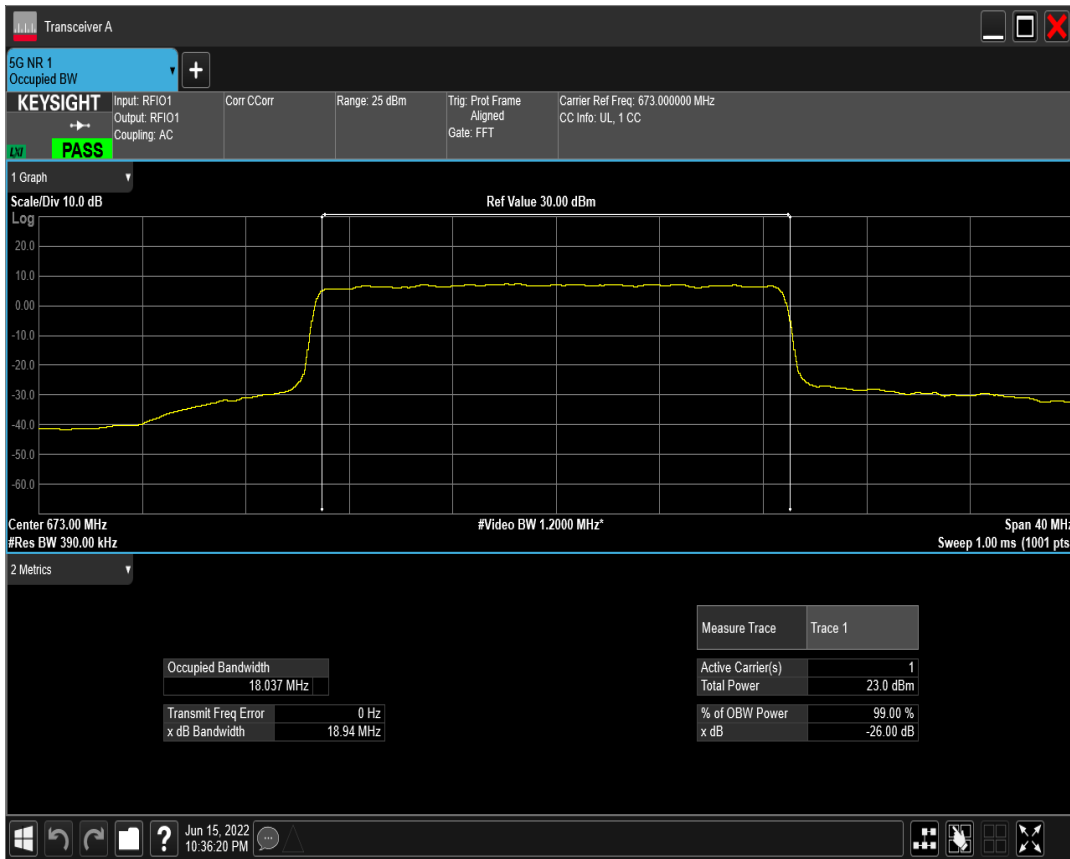 Transceiver A
5G NR 1
Occupied BW
KEYSIGHT
LXI
PASS
Input: RFIO1
Output: RFIO1
Coupling: AC
Corr CCorr
Range: 25 dBm
Trig: Prot Frame
Aligned
Gate: FFT
Carrier Ref Freq: 673.000000 MHz
CC Info: UL, 1 CC
1 Graph
Scale/Div 10.0 dB
Ref Value 30.00 dBm
Log
20.0
10.0
0.00
-10.0
-20.0
-30.0
-40.0
-50.0
-60.0
Center 673.00 MHz
#Video BW 1.2000 MHz*
Span 40 MHz
#Res BW 390.00 kHz
Sweep 1.00 ms (1001 pts
2 Metrics
Measure Trace Trace 1
Occupied Bandwidth
18.037 MHz
Active Carrier(s) 1
Total Power 23.0 dBm
Transmit Freq Error 0 Hz
x dB Bandwidth 18.94 MHz
% of OBW Power 99.00 %
x dB -26.00 dB
?
Jun 15, 2022
10:36:20 PM